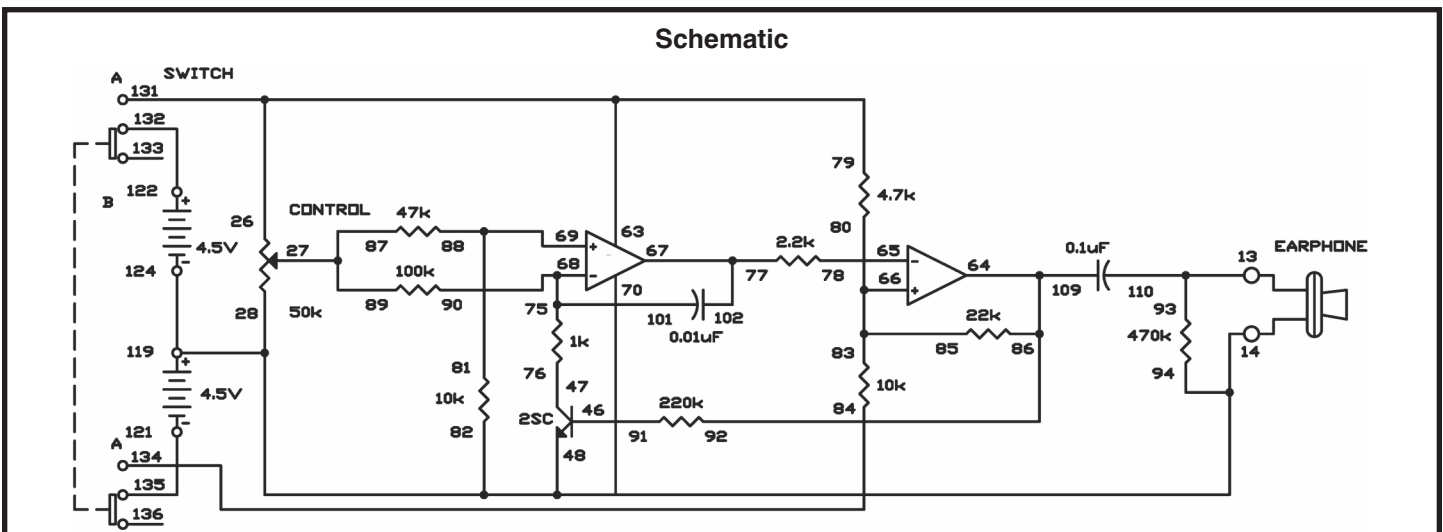 Schematic
SWITCH
A
131
132
133
B
122
+
4.5V
-
124
119
+
4.5V
-
121
A
134
135
136
26
27
28
50k
CONTROL
47k
87 88
100k
89 90
81
10k
82
69
+
68
-
63
67
70
75
1k
76
101 102
0.01uF
47
46
2SC
48
220k
91 92
2.2k
77 78
79
4.7k
80
65
-
66
+
64
22k
85 86
83
10k
84
0.1uF
109 110
93
470k
94
13
14
EARPHONE